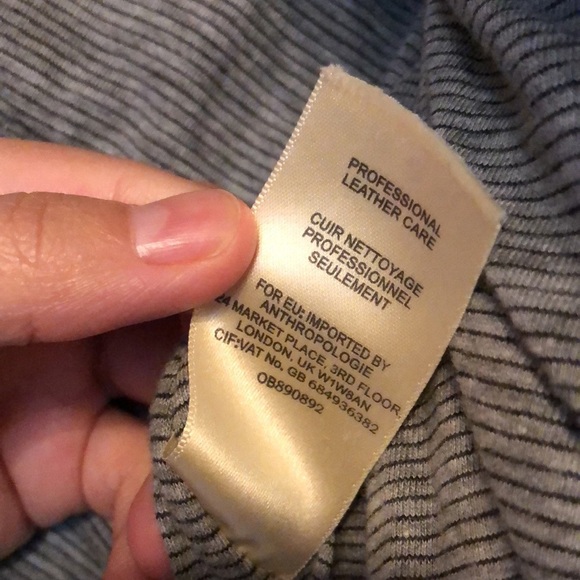 PROFESSIONAL
LEATHER CARE
CUIR NETTOYAGE
PROFESSIONNEL
SEULEMENT
FOR EU: IMPORTED BY
ANTHROPOLOGIE
24 MARKET PLACE, 3RD FLOOR,
LONDON. UK W1W8AN
CIF:VAT No. GB 684936382
OB690892